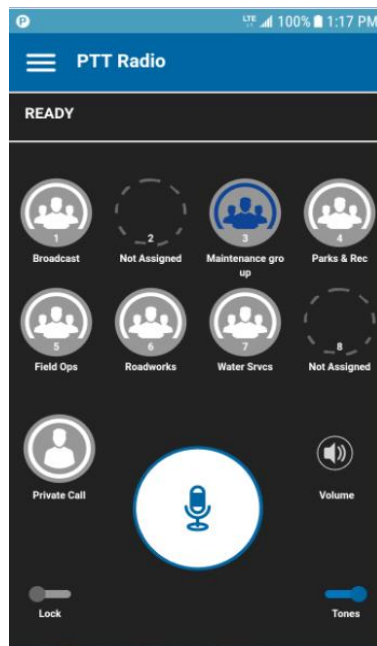 P LTE 100% 1:17 PM
PTT Radio
READY
1 2 3 4
Broadcast Not Assigned Maintenance gro Parks & Rec
up
5 6 7 8
Field Ops Roadworks Water Srvcs Not Assigned
Private Call Volume
Lock Tones